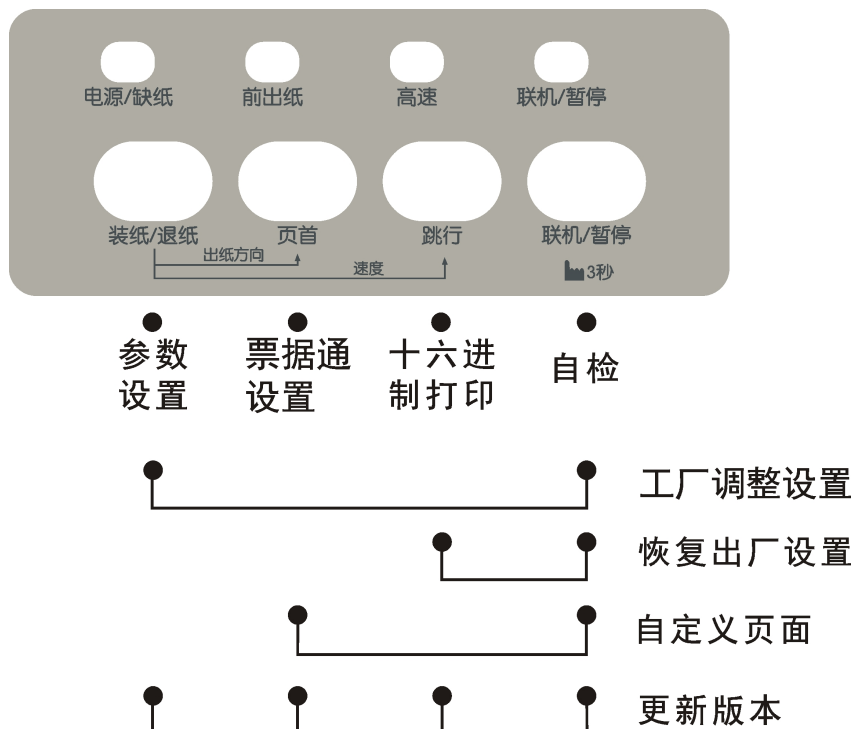 电源/缺纸 前出纸 高速 联机/暂停
装纸/退纸 页首 跳行 联机/暂停
出纸方向
速度
3秒
参数设置
票据通设置
十六进制打印
自检
工厂调整设置
恢复出厂设置
自定义页面
更新版本